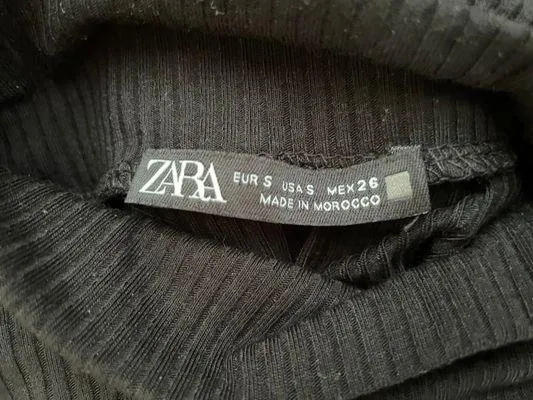 ZARA
EUR S USA S MEX 26
MADE IN MOROCCO